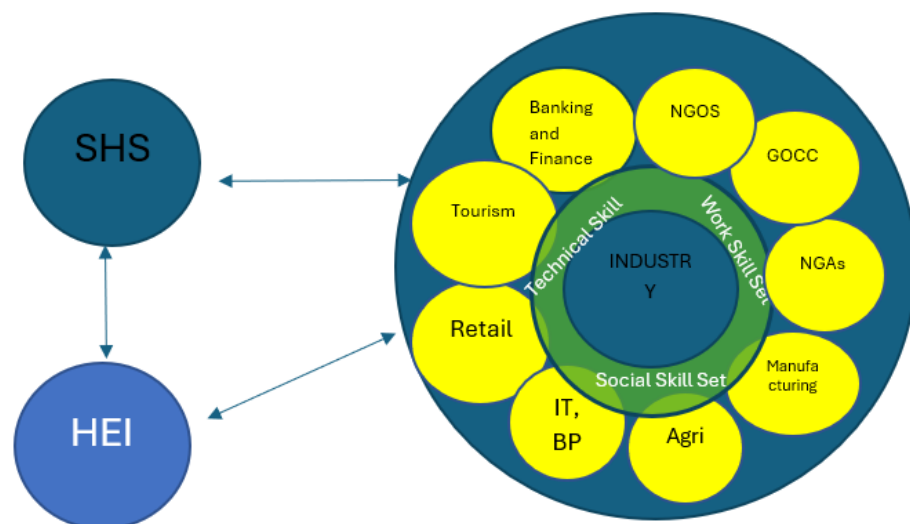 SHS
HEI
Banking
and
Finance
NGOS
GOCC
Tourism
Technical Skill
Work Skill Set
INDUSTR
Y
NGAs
Retail
Social Skill Set
Manufa
cturing
IT,
BP
Agri